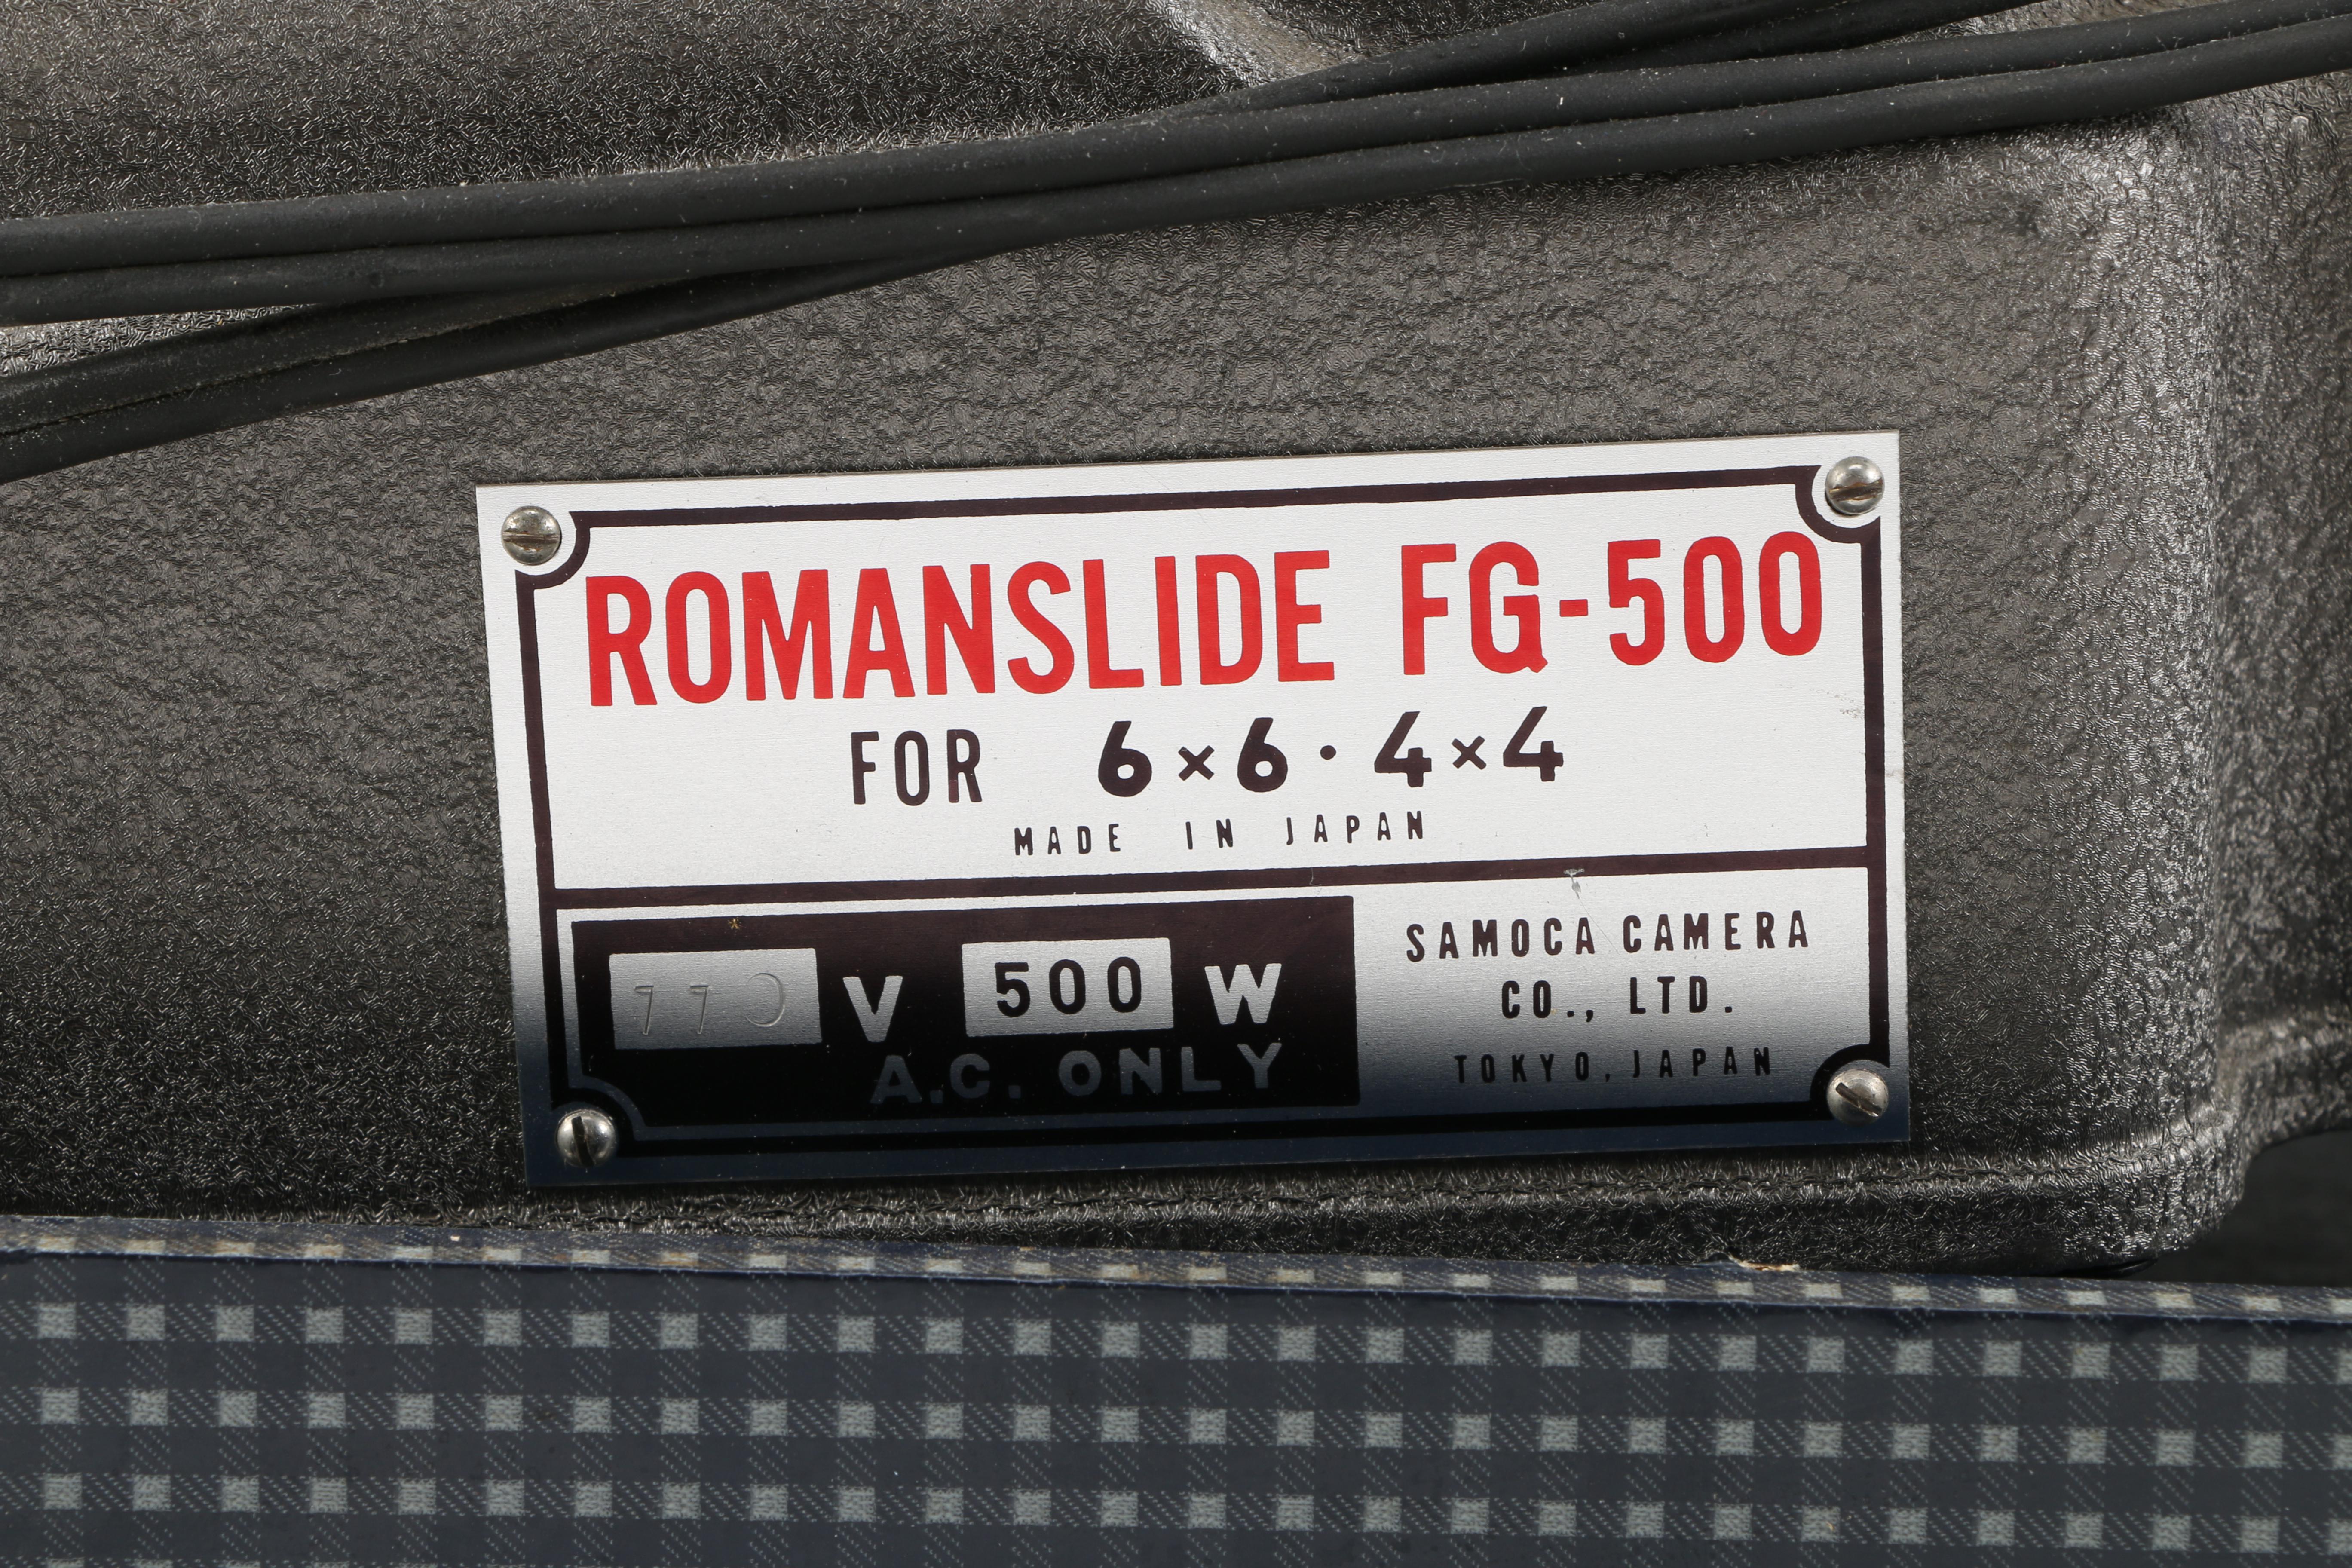 ROMANSLIDE FG-500
FOR 6×6·4×4
MADE IN JAPAN
110 V 500 W
A.C. ONLY
SAMOCA CAMERA
CO., LTD.
TOKYO, JAPAN